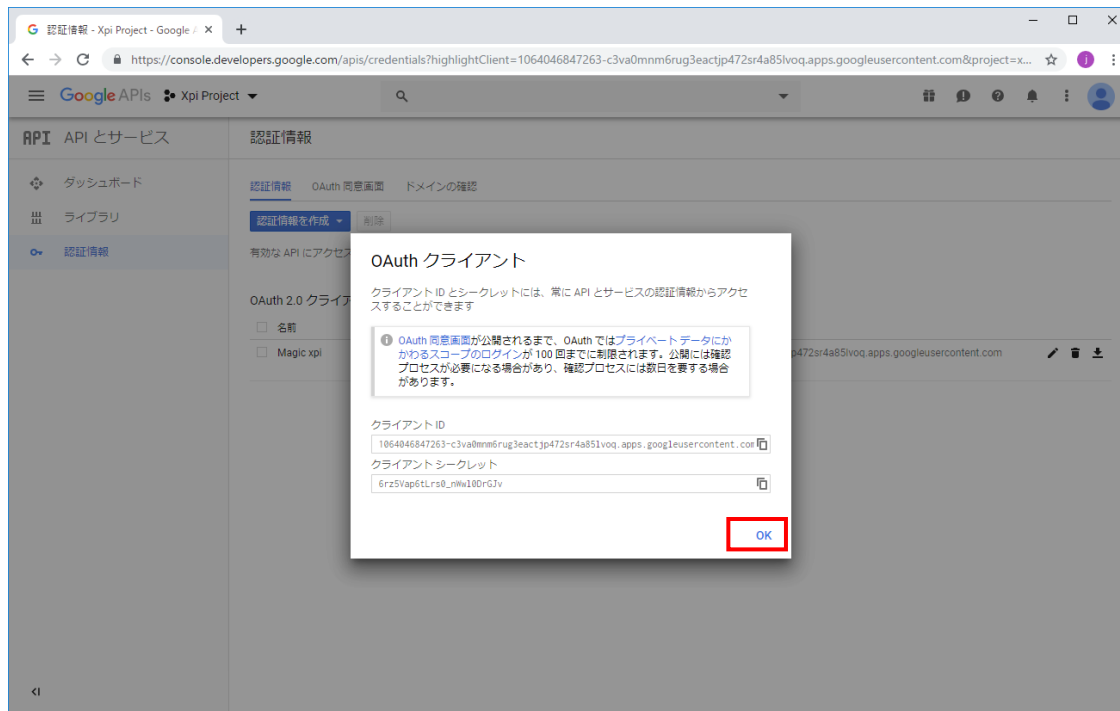 認証情報 - Xpi Project - Google A
https://console.developers.google.com/apis/credentials?highlightClient=1064046847263-c3va0mnm6rug3eactjp472sr4a85lvoq.apps.googleusercontent.com&project=x...
j
Google APIs Xpi Project
API APIとサービス
認証情報
ダッシュボード
ライブラリ
認証情報
認証情報 OAuth 同意画面 ドメインの確認
認証情報を作成 削除
有効な API にアクセス
OAuth 2.0 クライア
名前
Magic xpi
p472sr4a85lvoq.apps.googleusercontent.com
OAuth クライアント
クライアント ID とシークレットには、常に API とサービスの認証情報からアクセ
スすることができます
OAuth 同意画面が公開されるまで、OAuth ではプライベート データにか
かわるスコープのログインが 100 回までに制限されます。公開には確認
プロセスが必要になる場合があり、確認プロセスには数日を要する場合
があります。
クライアント ID
1064046847263-c3va0mnm6rug3eactjp472sr4a85lvoq.apps.googleusercontent.com
クライアント シークレット
6rz5Vap6tLrs0_nWwl0DrGJv
OK